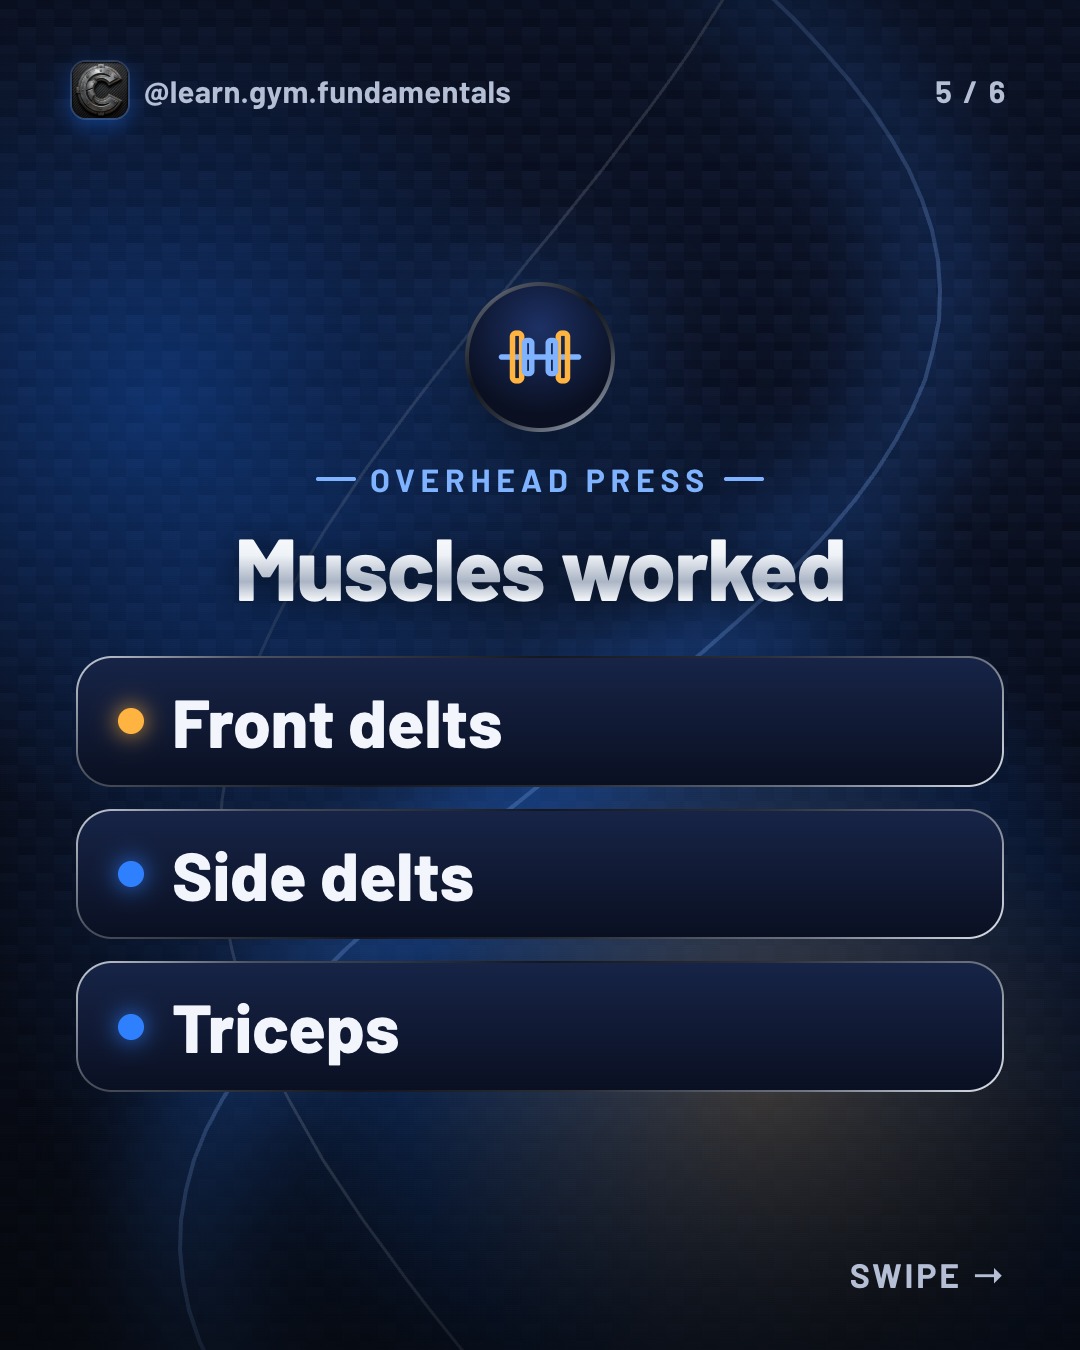 @learn.gym.fundamentals
5 / 6
OVERHEAD PRESS
Muscles worked
Front delts
Side delts
Triceps
SWIPE →